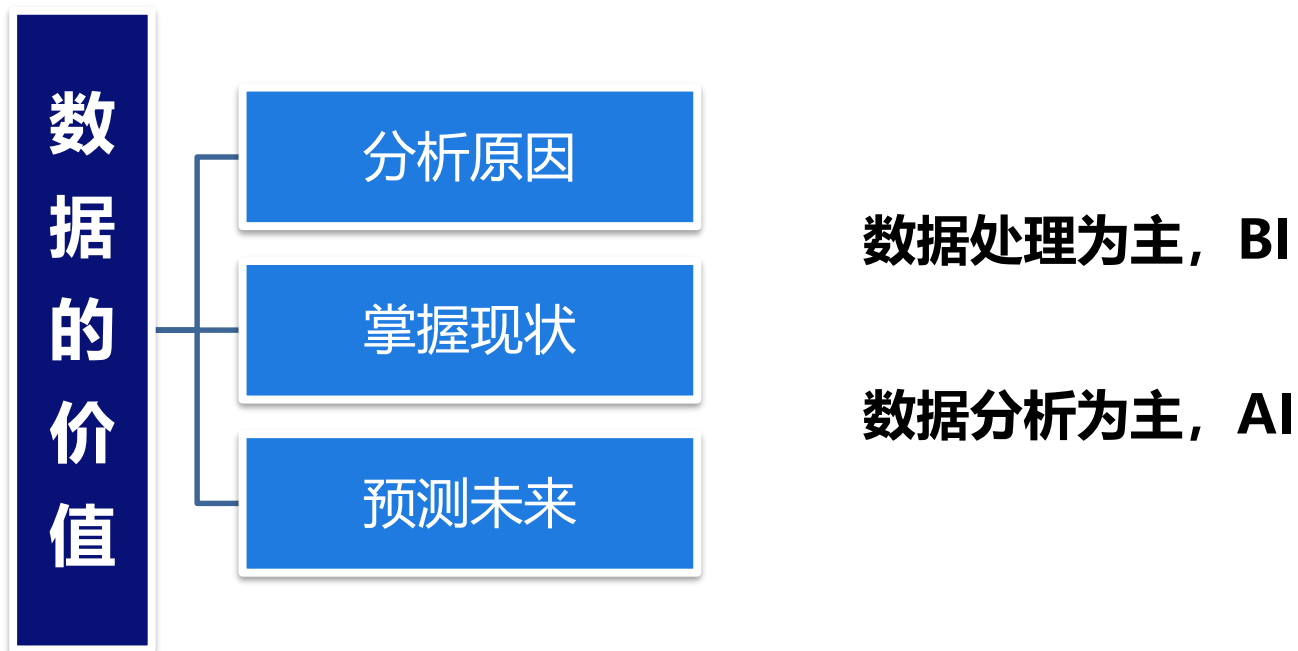 数据的价值
分析原因
掌握现状
预测未来
数据处理为主，BI
数据分析为主，AI